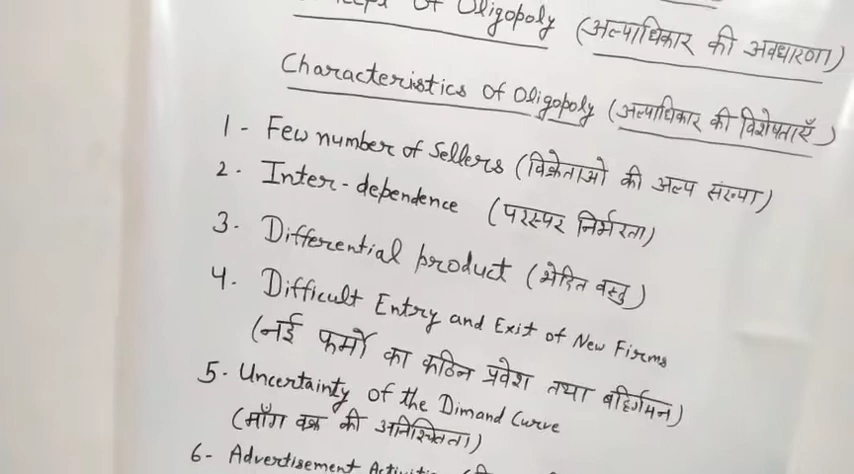 of Oligopoly (अल्पाधिकार की अवधारणा)
Characteristics of Oligopoly (अल्पाधिकार की विशेषताएँ)
1 - Few number of Sellers (विक्रेताओ की अल्प संख्या)
2. Inter-dependence (परस्पर निर्भरता)
3. Differential product (भेदित वस्तु)
4. Difficult Entry and Exit of New Firms
(नई फर्मो का कठिन प्रवेश तथा बहिर्गमन)
5. Uncertainty of the Dimand Curve
(माँग वक्र की अनिश्चितता)
6- Advertisement